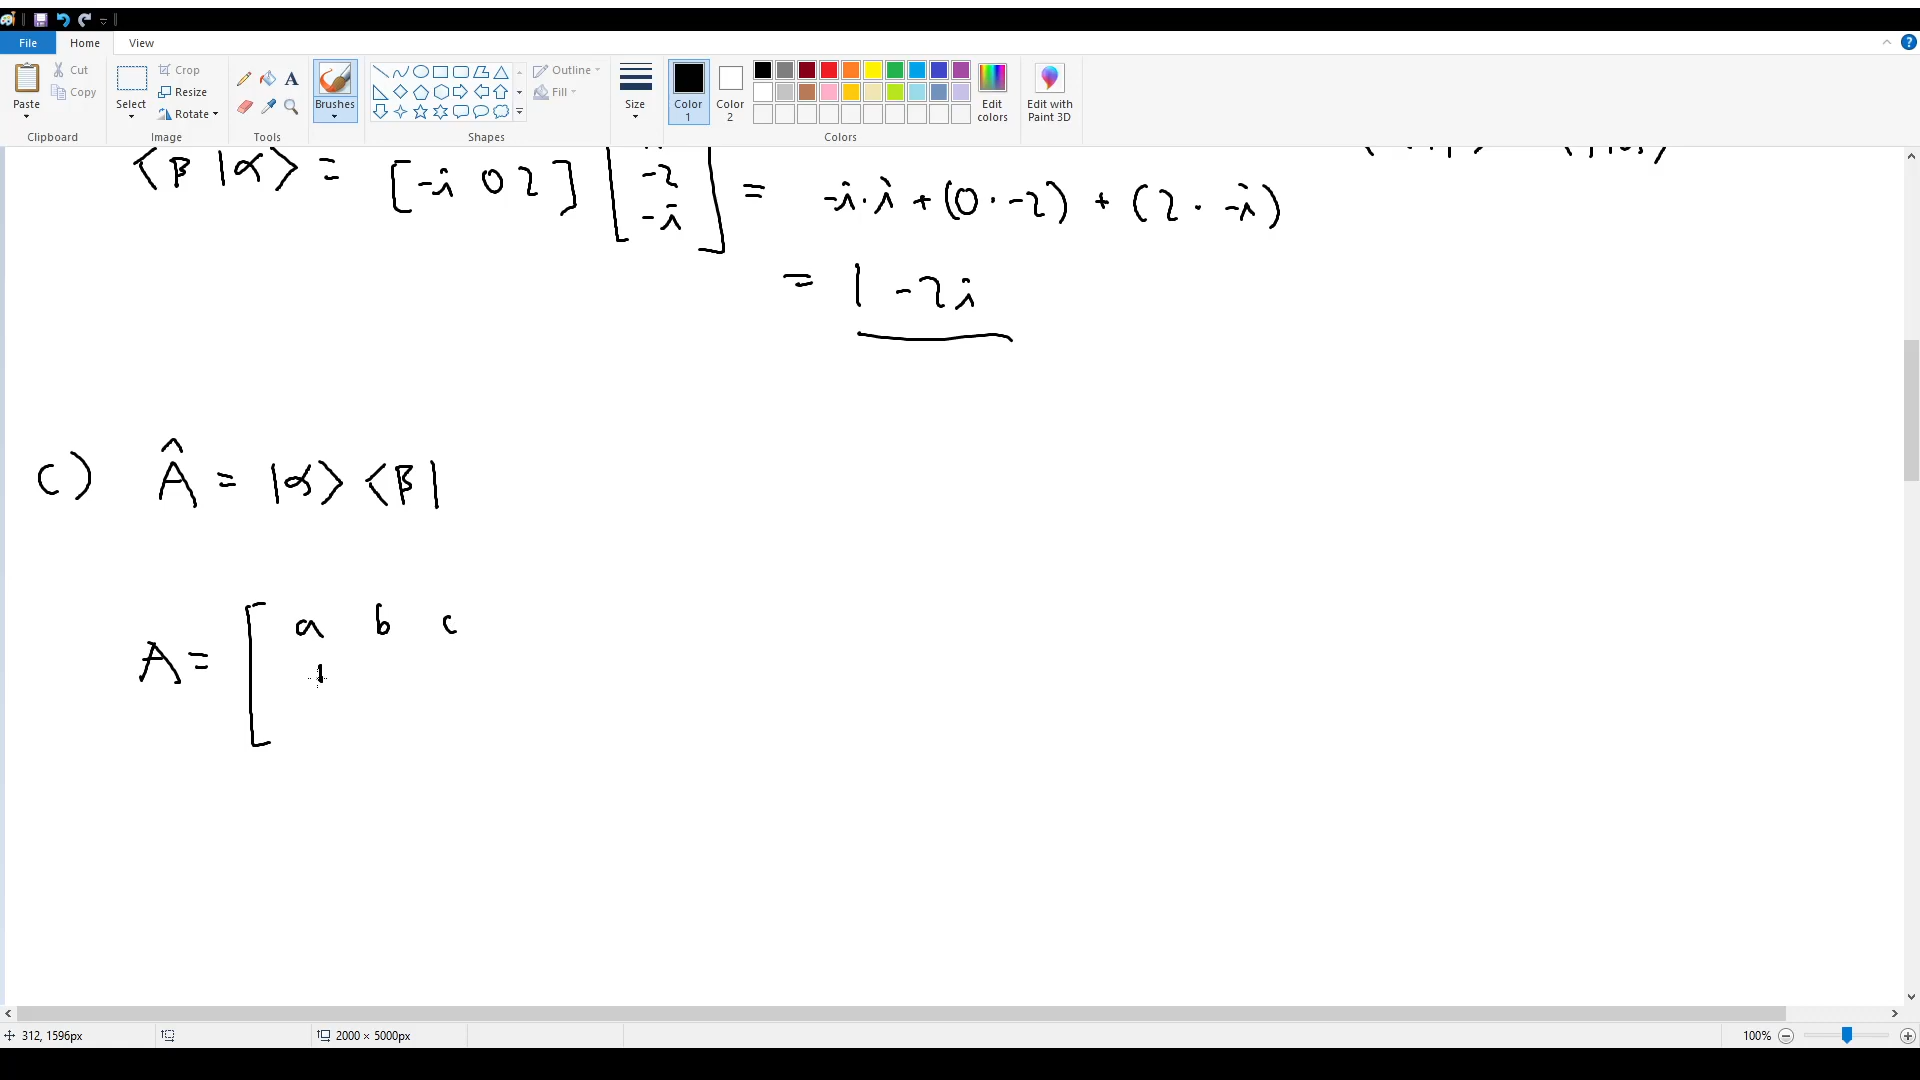 File Home View
Paste Cut Copy Clipboard
Select Crop Resize Rotate Image
Tools
Brushes
Shapes
Outline Fill
Size
Color 1 Color 2 Edit colors Edit with Paint 3D Colors
⟨β|α⟩ = [-i 0 2] [ -2 -i ] = -i·i + (0·-2) + (2·-i)
= 1 -2i
c) Â = |α⟩⟨β|
A = [ a b c
312, 1596px 2000 × 5000px 100%